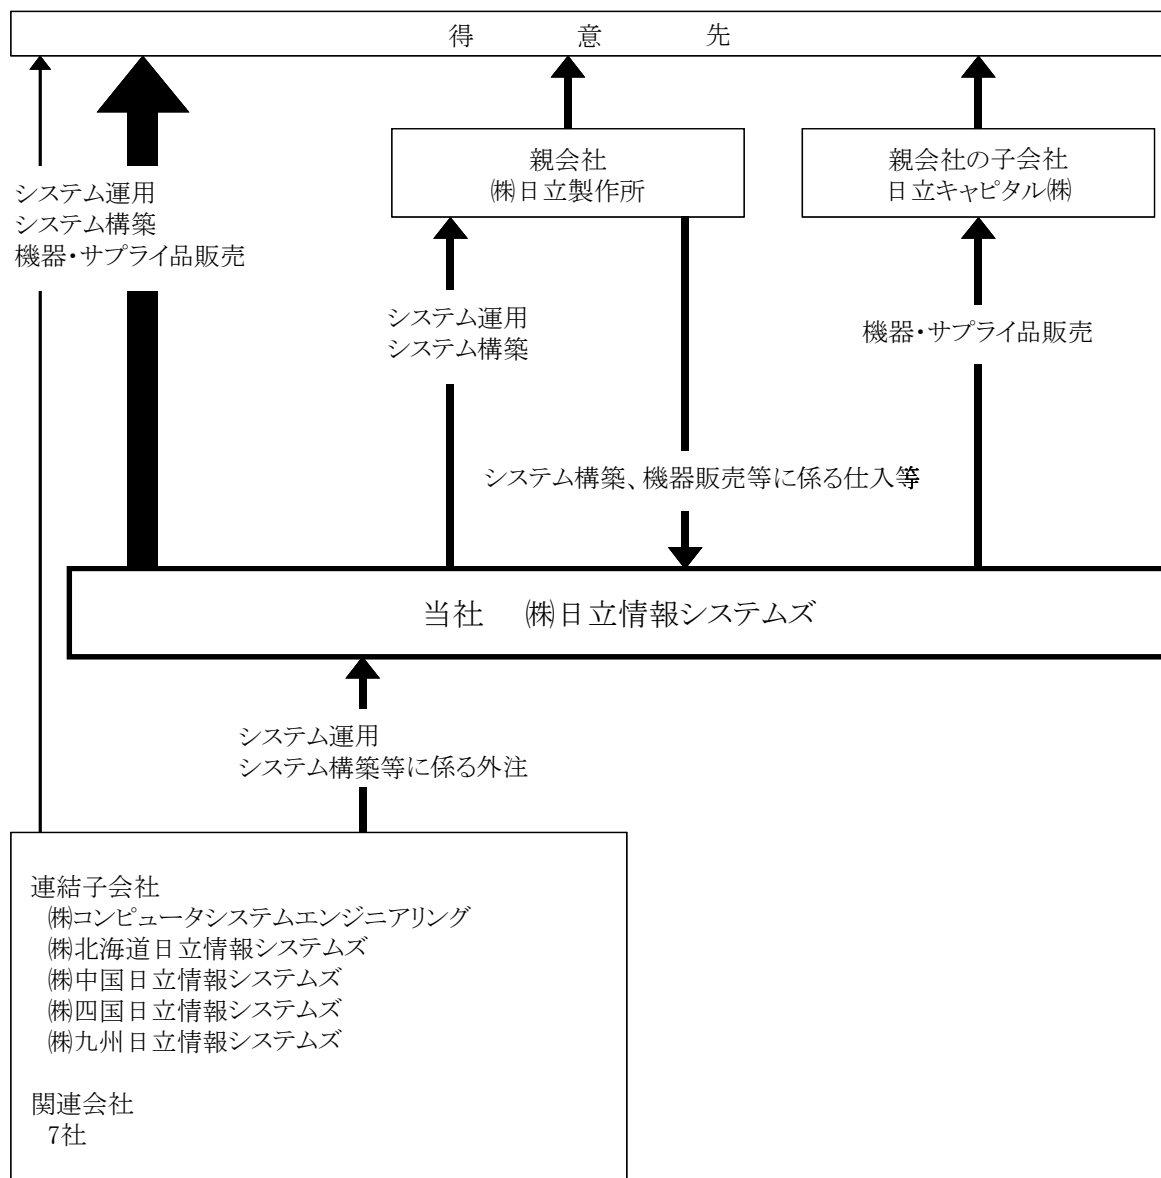 得意先
親会社
㈱日立製作所
親会社の子会社
日立キャピタル㈱
システム運用
システム構築
機器・サプライ品販売
システム運用
システム構築
機器・サプライ品販売
システム構築、機器販売等に係る仕入等
当社 ㈱日立情報システムズ
システム運用
システム構築等に係る外注
連結子会社
㈱コンピュータシステムエンジニアリング
㈱北海道日立情報システムズ
㈱中国日立情報システムズ
㈱四国日立情報システムズ
㈱九州日立情報システムズ
関連会社
7社